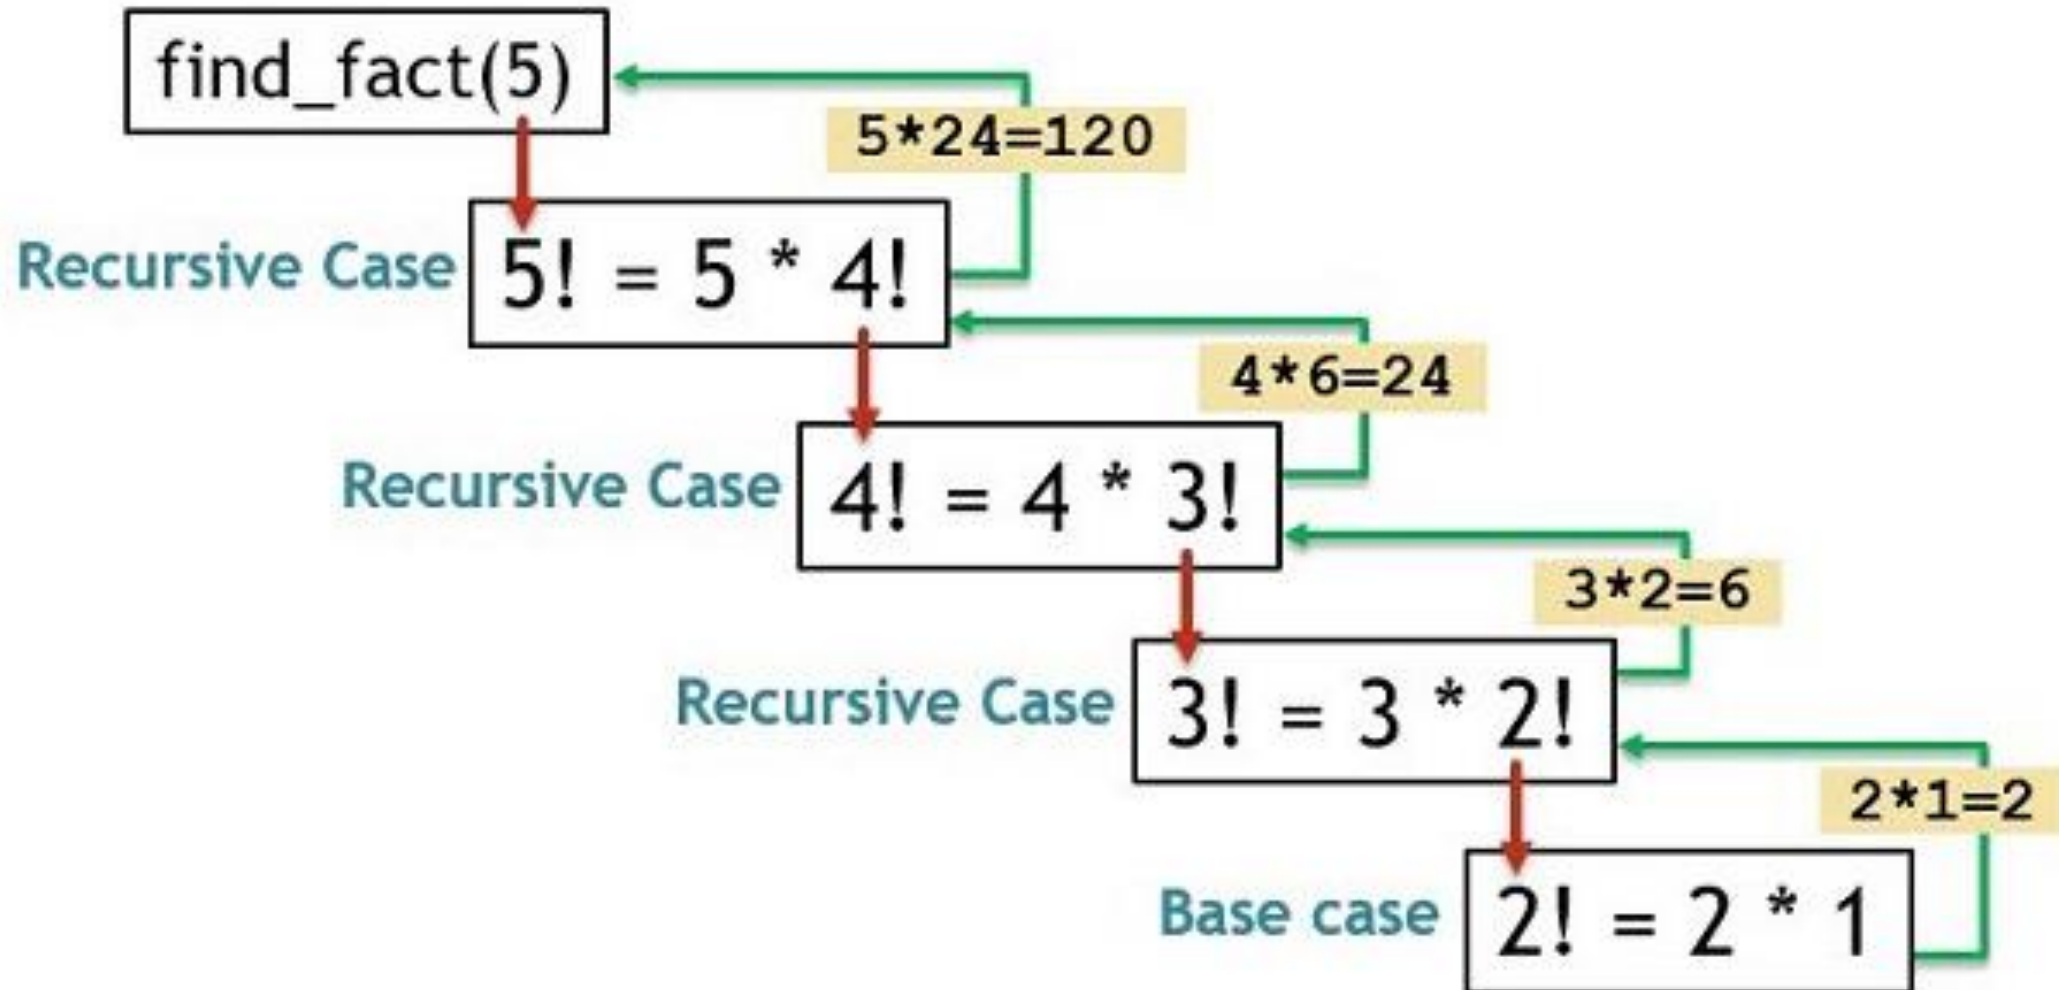 find_fact(5)
5*24=120
Recursive Case
5! = 5 * 4!
4*6=24
Recursive Case
4! = 4 * 3!
3*2=6
Recursive Case
3! = 3 * 2!
2*1=2
Base case
2! = 2 * 1